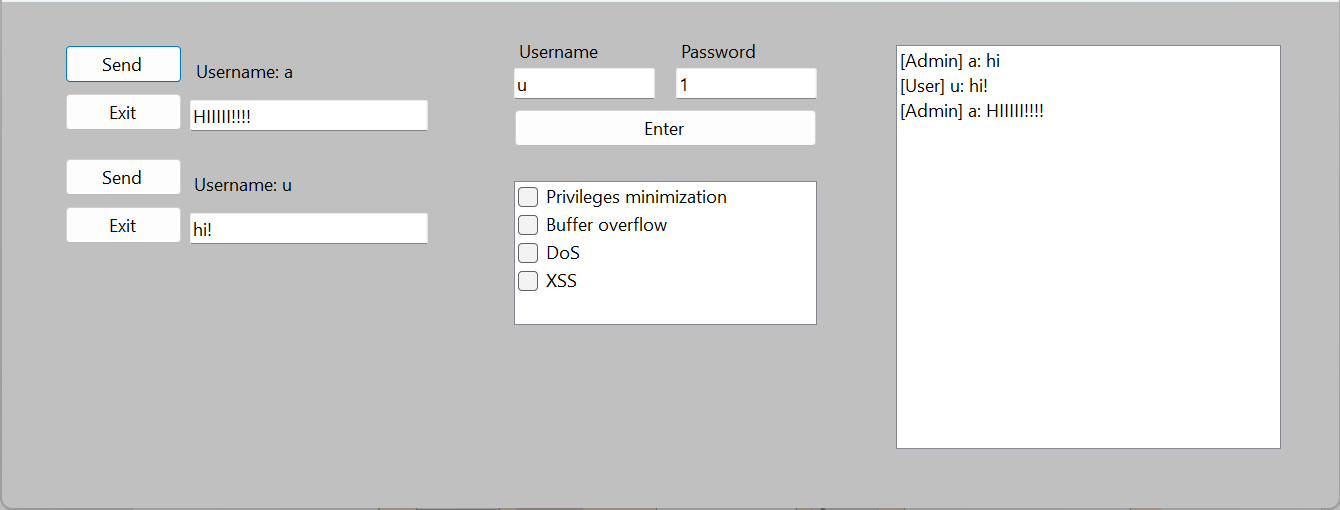 Send
Username: a
Exit
HIIIII!!!!
Send
Username: u
Exit
hi!
Username
Password
u
1
Enter
Privileges minimization
Buffer overflow
DoS
XSS
[Admin] a: hi
[User] u: hi!
[Admin] a: HIIIII!!!!